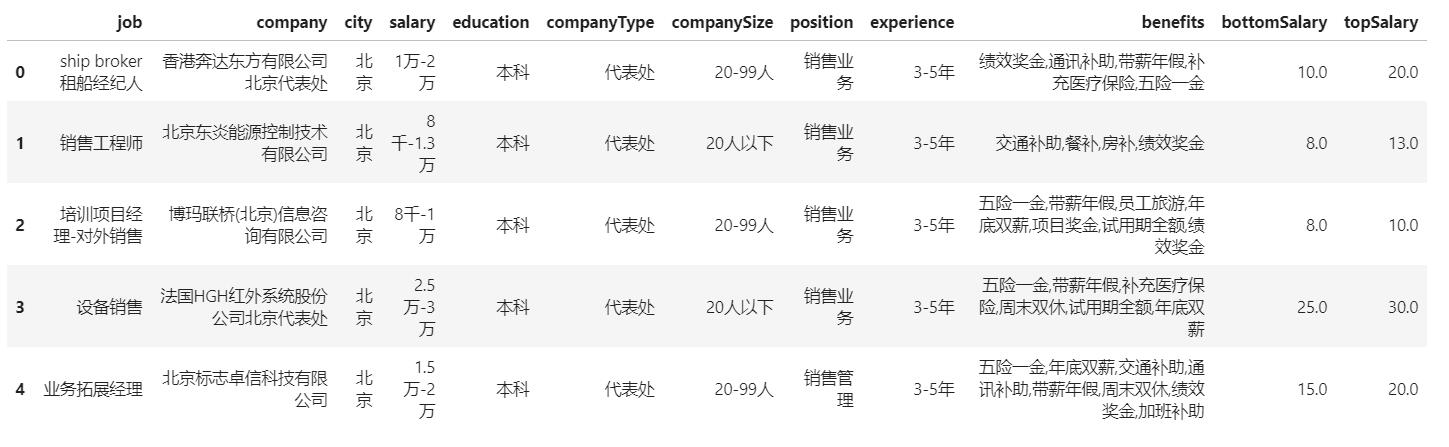 job company city salary education companyType companySize position experience benefits bottomSalary topSalary
0 ship broker 租船经纪人 香港奔达东方有限公司北京代表处 北京 1万-2万 本科 代表处 20-99人 销售业务 3-5年 绩效奖金,通讯补助,带薪年假,补充医疗保险,五险一金 10.0 20.0
1 销售工程师 北京东炎能源控制技术有限公司 北京 8千-1.3万 本科 代表处 20人以下 销售业务 3-5年 交通补助,餐补,房补,绩效奖金 8.0 13.0
2 培训项目经理-对外销售 博玛联桥(北京)信息咨询有限公司 北京 8千-1万 本科 代表处 20-99人 销售业务 3-5年 五险一金,带薪年假,员工旅游,年底双薪,项目奖金,试用期全额,绩效奖金 8.0 10.0
3 设备销售 法国HGH红外系统股份公司北京代表处 北京 2.5万-3万 本科 代表处 20人以下 销售业务 3-5年 五险一金,带薪年假,补充医疗保险,周末双休,试用期全额,年底双薪 25.0 30.0
4 业务拓展经理 北京标志卓信科技有限公司 北京 1.5万-2万 本科 代表处 20-99人 销售管理 3-5年 五险一金,年底双薪,交通补助,通讯补助,带薪年假,周末双休,绩效奖金,加班补助 15.0 20.0